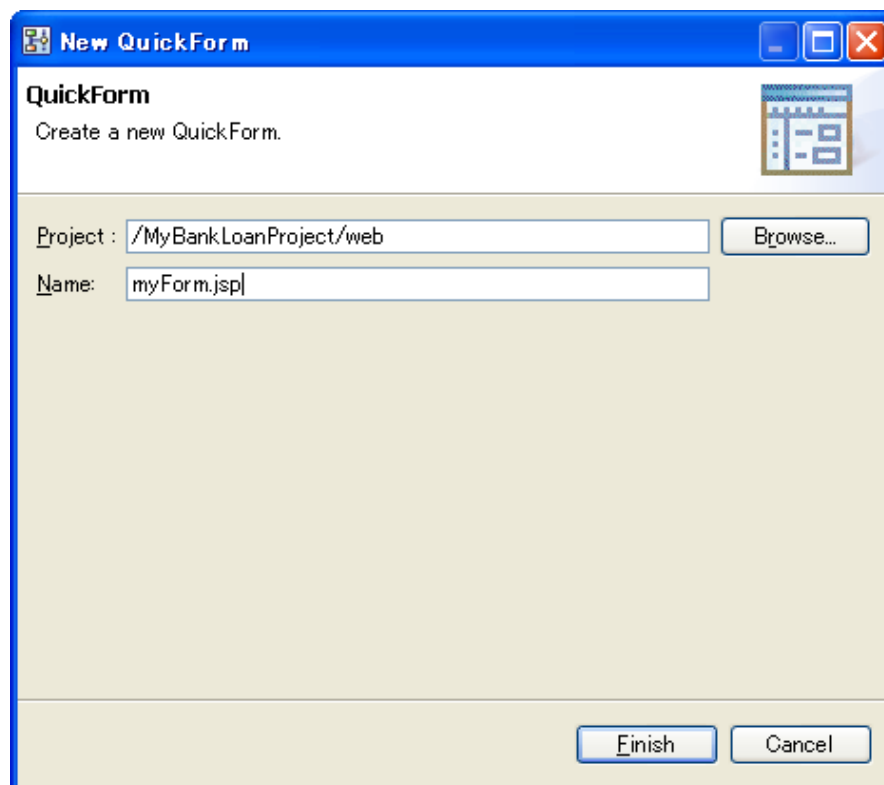 New QuickForm
QuickForm
Create a new QuickForm.
Project : /MyBankLoanProject/web Browse...
Name: myForm.jsp
Finish Cancel